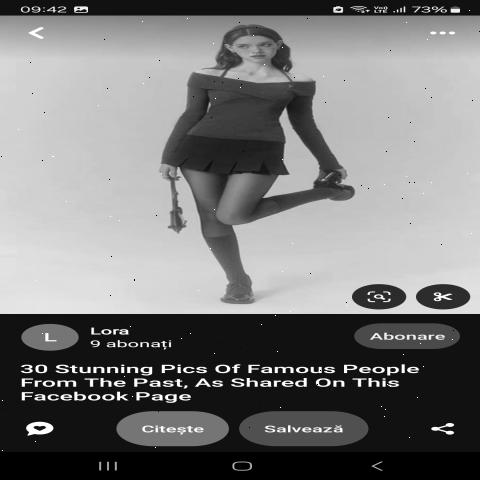 09:42
73%
L
Lora
9 abonați
Abonare
30 Stunning Pics Of Famous People
From The Past, As Shared On This
Facebook Page
Citește
Salvează